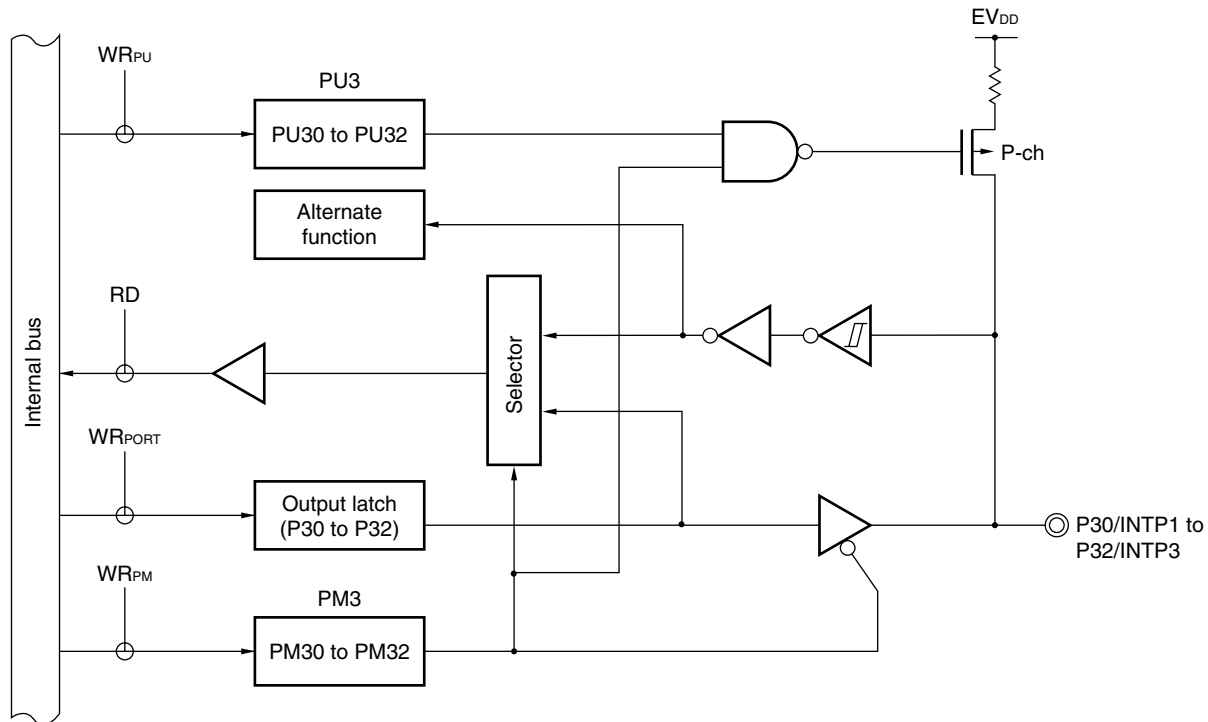 EVDD
WRPU
PU3
PU30 to PU32
P-ch
Alternate
function
RD
Selector
Internal bus
WRPORT
Output latch
(P30 to P32)
P30/INTP1 to
P32/INTP3
WRPM
PM3
PM30 to PM32